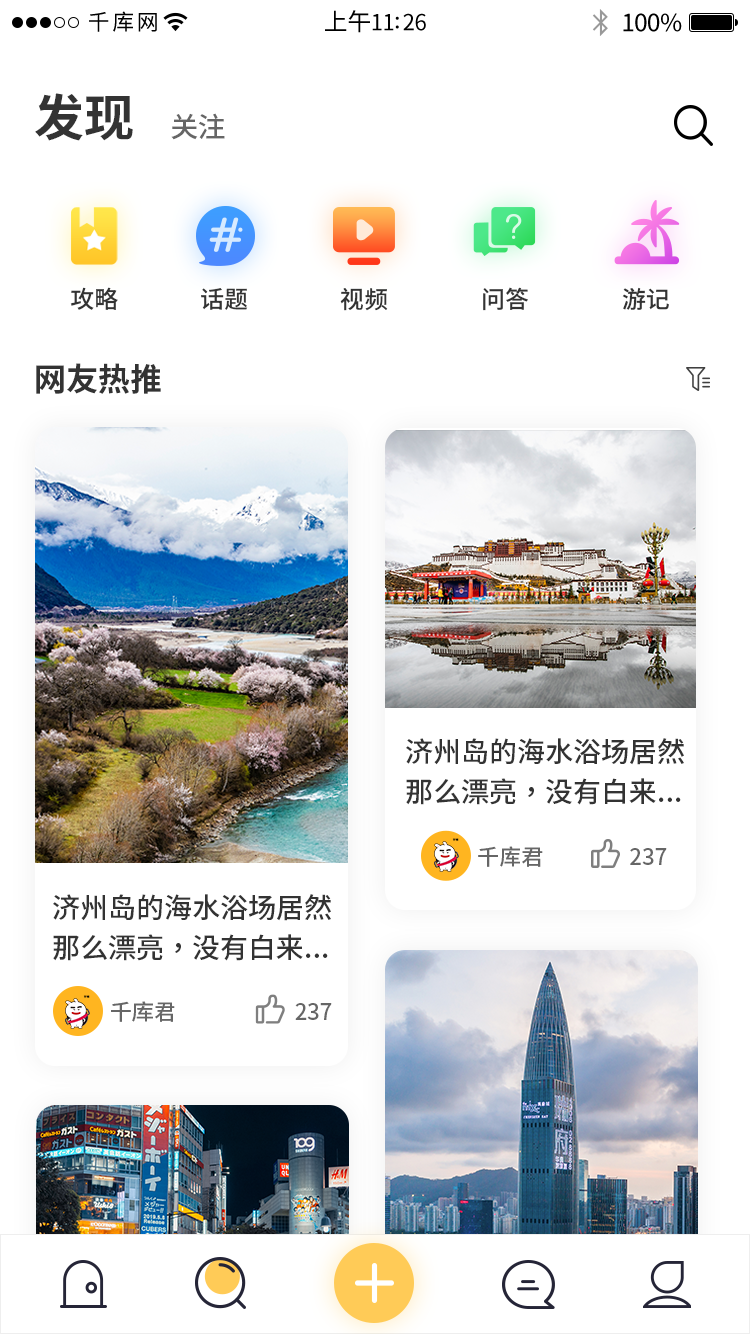 千库网
上午11:26
100%
发现
关注
攻略
话题
视频
问答
游记
网友热推
济州岛的海水浴场居然
那么漂亮，没有白来...
千库君
237
济州岛的海水浴场居然
那么漂亮，没有白来...
千库君
237
109